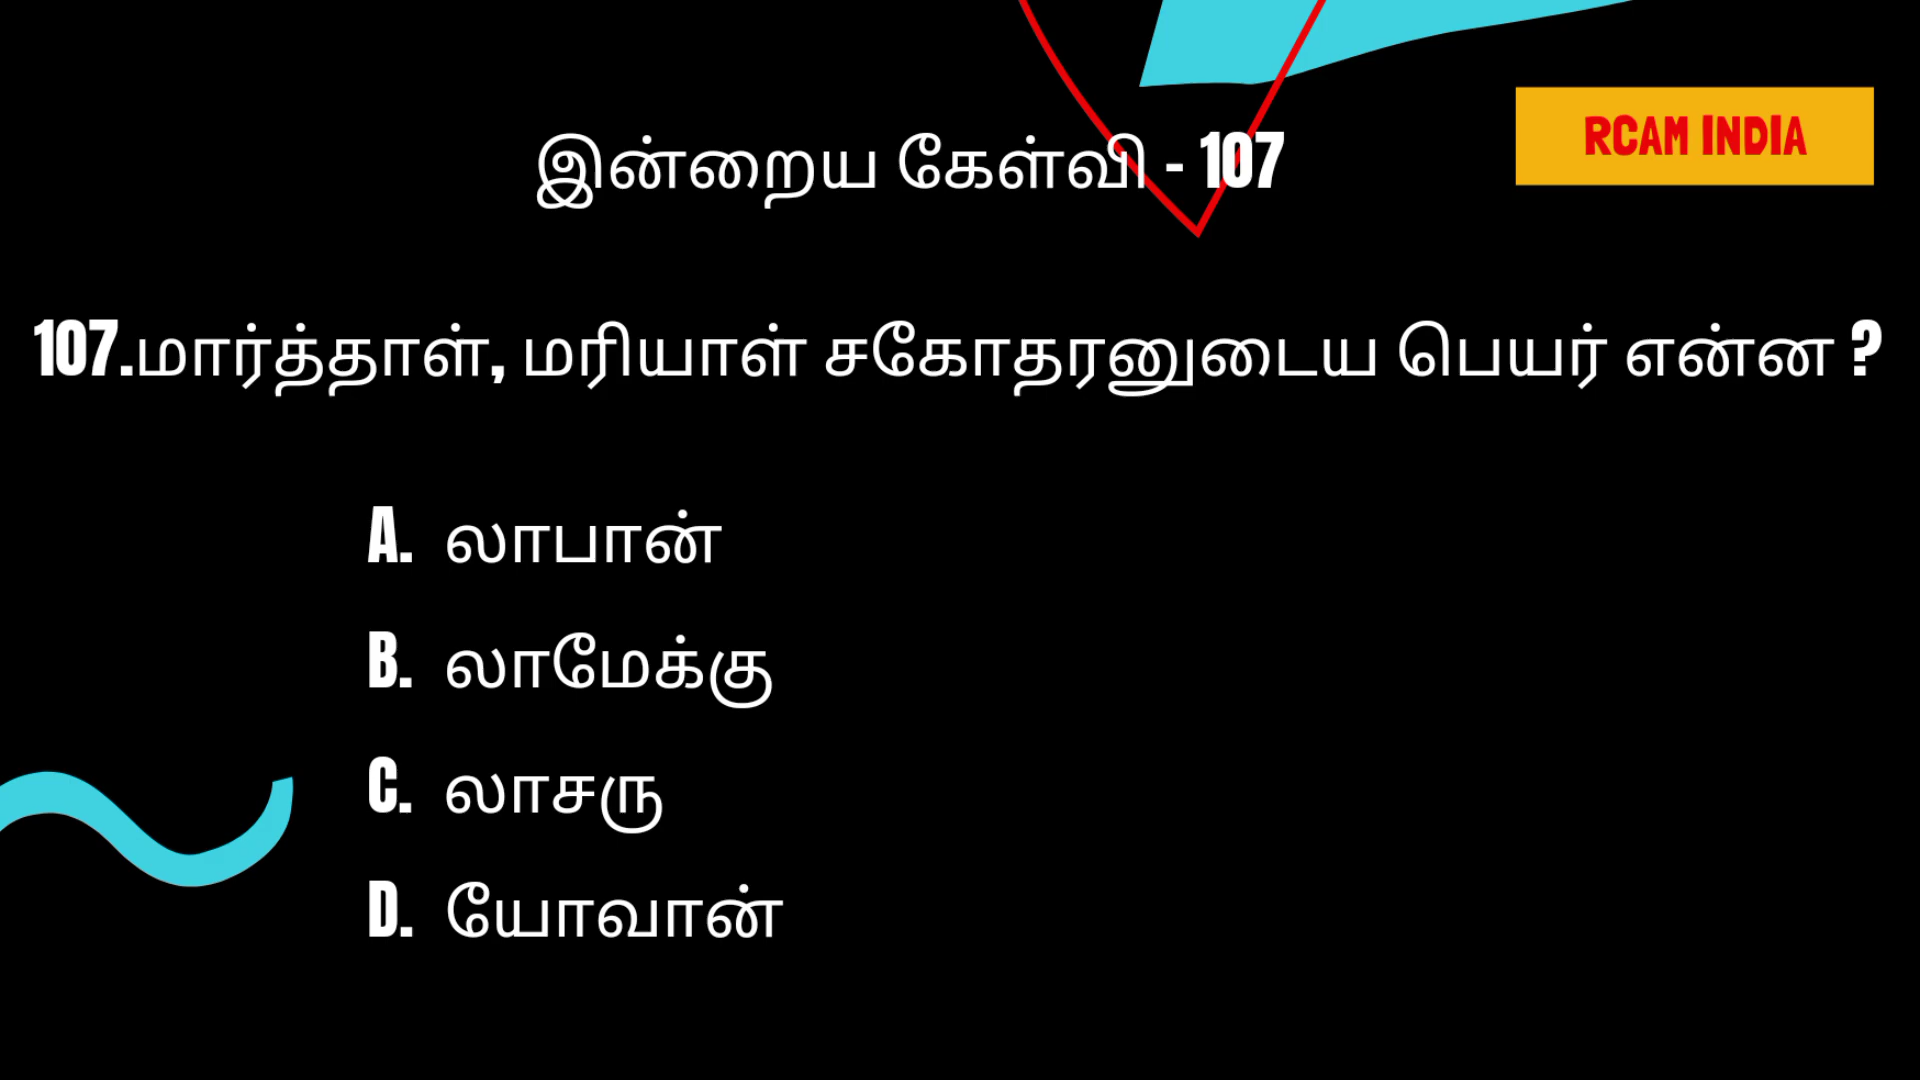 RCAM INDIA
இன்றைய கேள்வி - 107
107.மார்த்தாள், மரியாள் சகோதரனுடைய பெயர் என்ன ?
A. லாபான்
B. லாமேக்கு
C. லாசரு
D. யோவான்